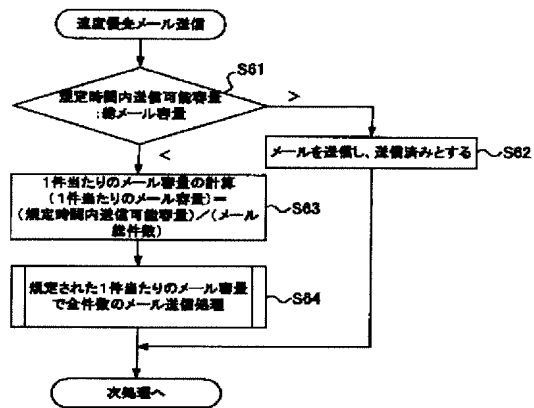 速度優先メール送信
S61
規定時間内送信可能容量
:総メール容量
>
<
メールを送信し、送信済みとする
S62
1件当たりのメール容量の計算
(1件当たりのメール容量)=
(規定時間内送信可能容量)/(メール
総件数)
S63
規定された1件当たりのメール容量
で全件数のメール送信処理
S64
次処理へ